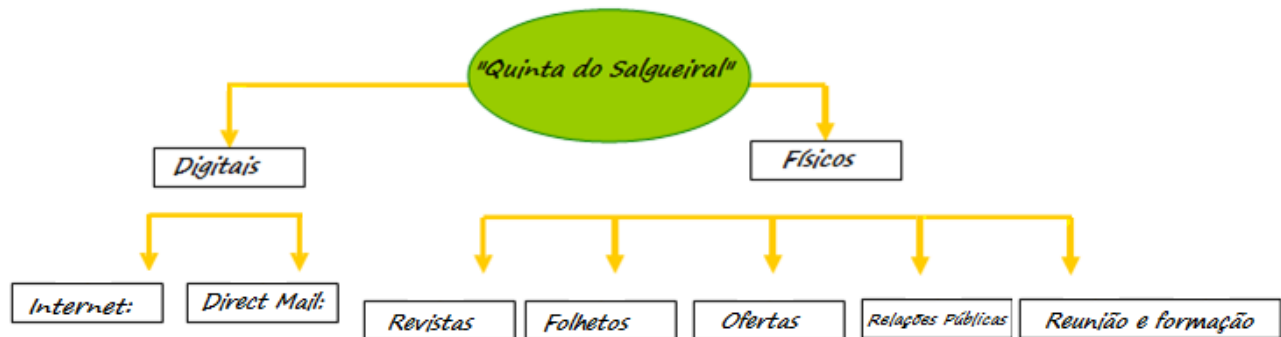 "Quinta do Salgueiral"
Digitais
Físicos
Internet:
Direct Mail:
Revistas
Folhetos
Ofertas
Relações Públicas
Reunião e formação